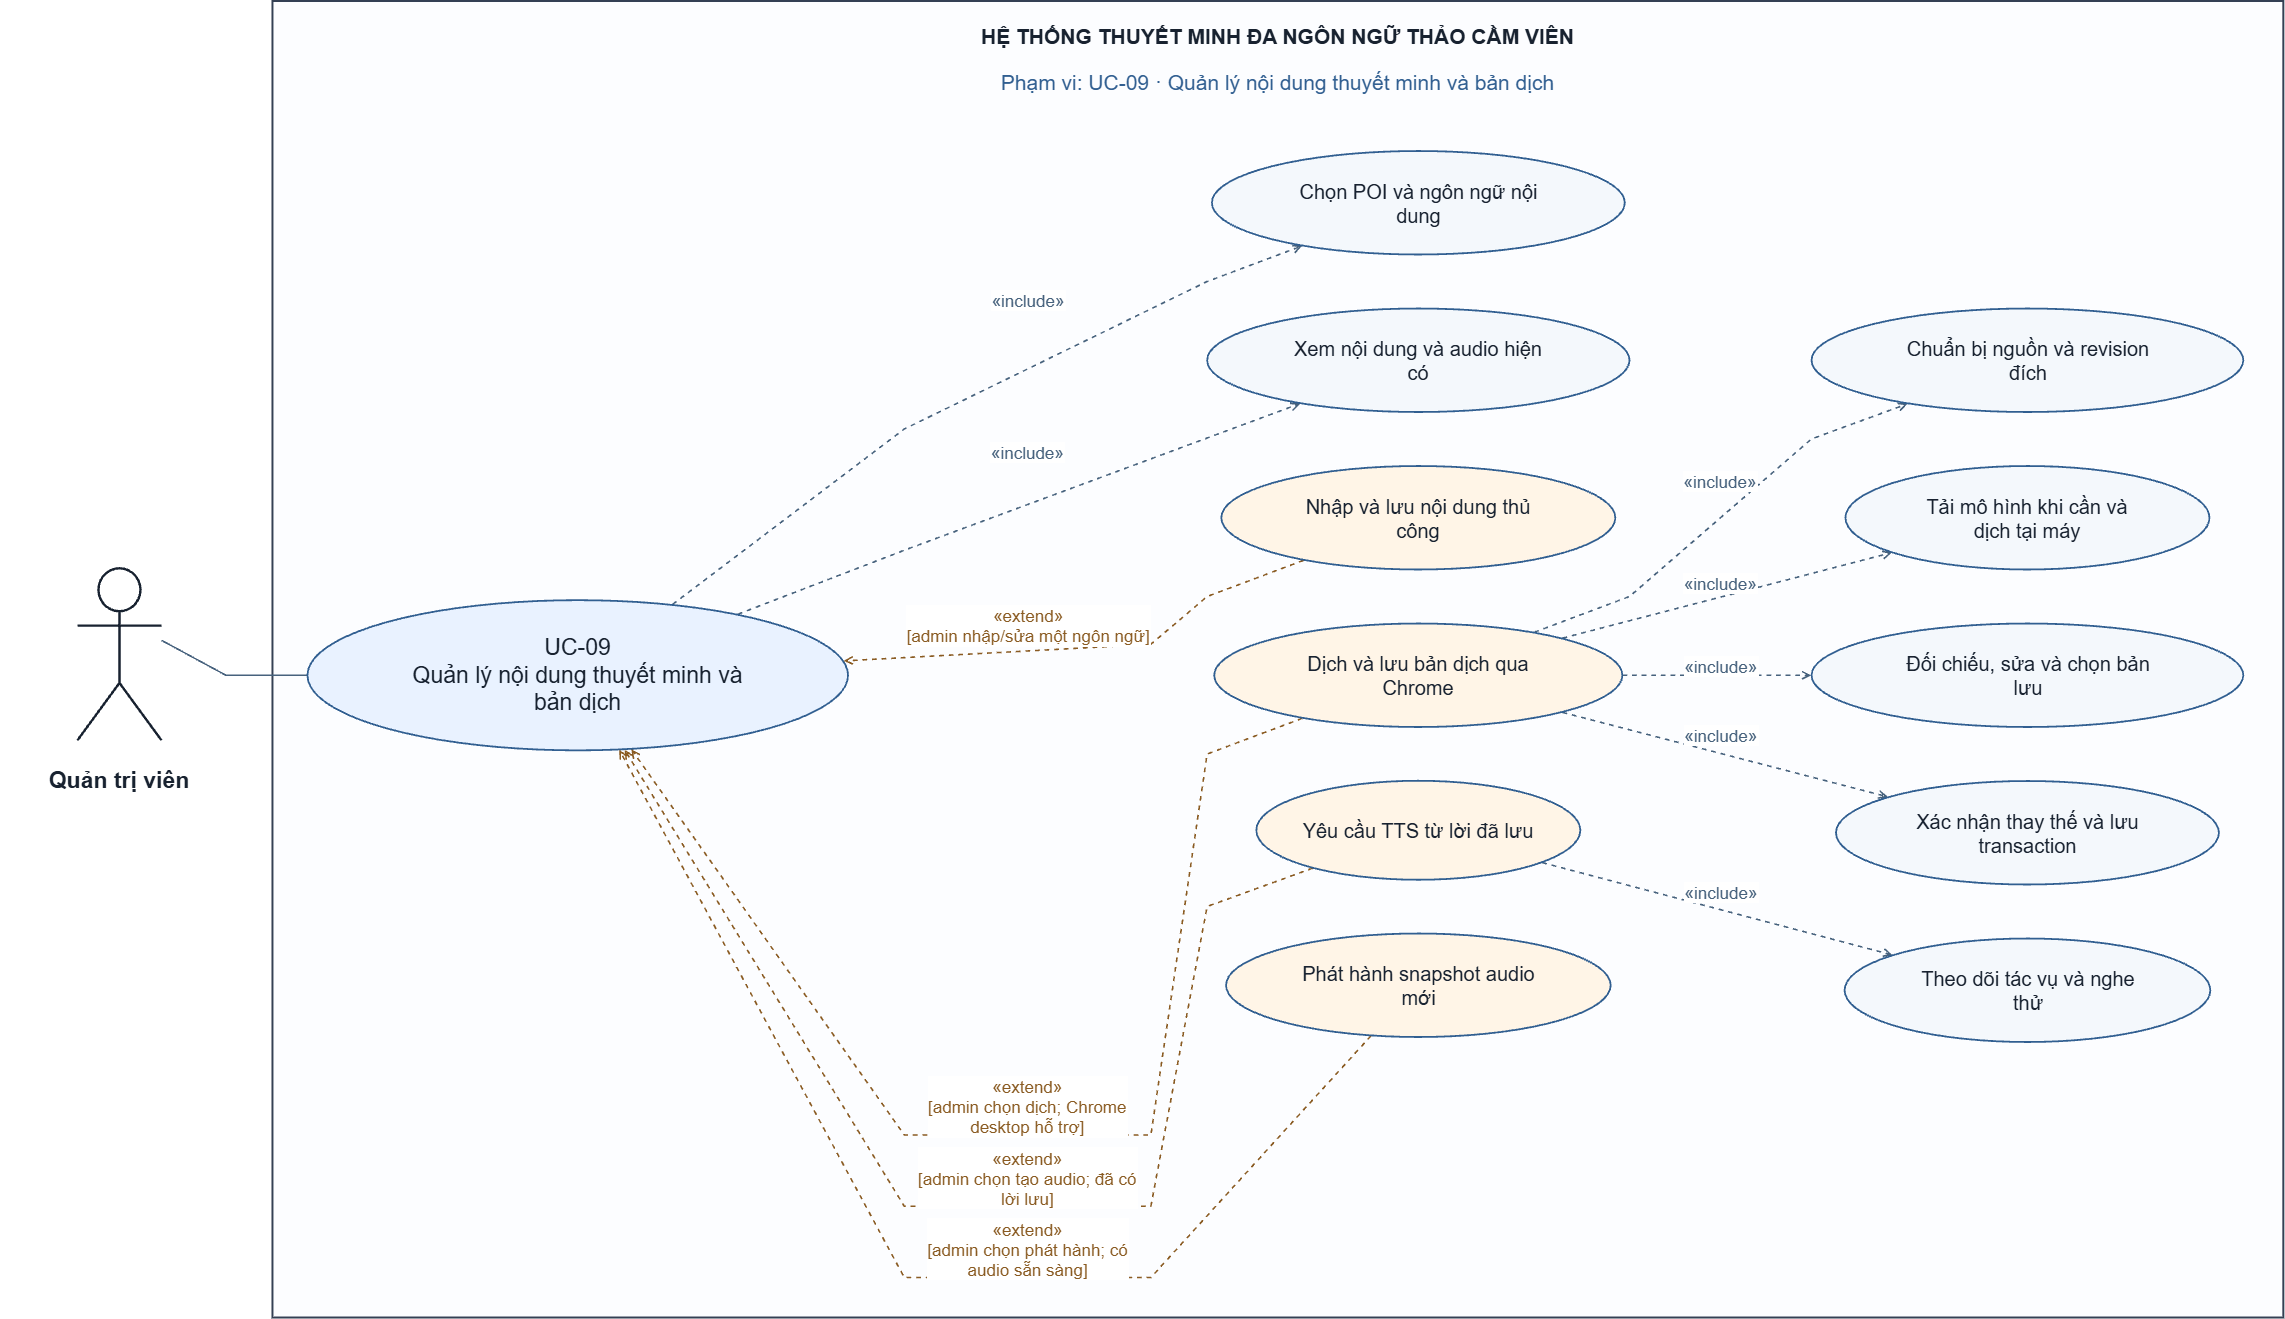 HỆ THỐNG THUYẾT MINH ĐA NGÔN NGỮ THẢO CẦM VIÊN
Phạm vi: UC-09 · Quản lý nội dung thuyết minh và bản dịch
Chọn POI và ngôn ngữ nội
dung
«include»
Xem nội dung và audio hiện
có
Chuẩn bị nguồn và revision
đích
«include»
«include»
Nhập và lưu nội dung thủ
công
Tải mô hình khi cần và
dịch tại máy
«include»
«extend»
[admin nhập/sửa một ngôn ngữ]
UC-09
Quản lý nội dung thuyết minh và
bản dịch
Dịch và lưu bản dịch qua
Chrome
«include»
Đối chiếu, sửa và chọn bản
lưu
«include»
Quản trị viên
Yêu cầu TTS từ lời đã lưu
Xác nhận thay thế và lưu
transaction
«include»
Phát hành snapshot audio
mới
Theo dõi tác vụ và nghe
thử
«extend»
[admin chọn dịch; Chrome
desktop hỗ trợ]
«extend»
[admin chọn tạo audio; đã có
lời lưu]
«extend»
[admin chọn phát hành; có
audio sẵn sàng]